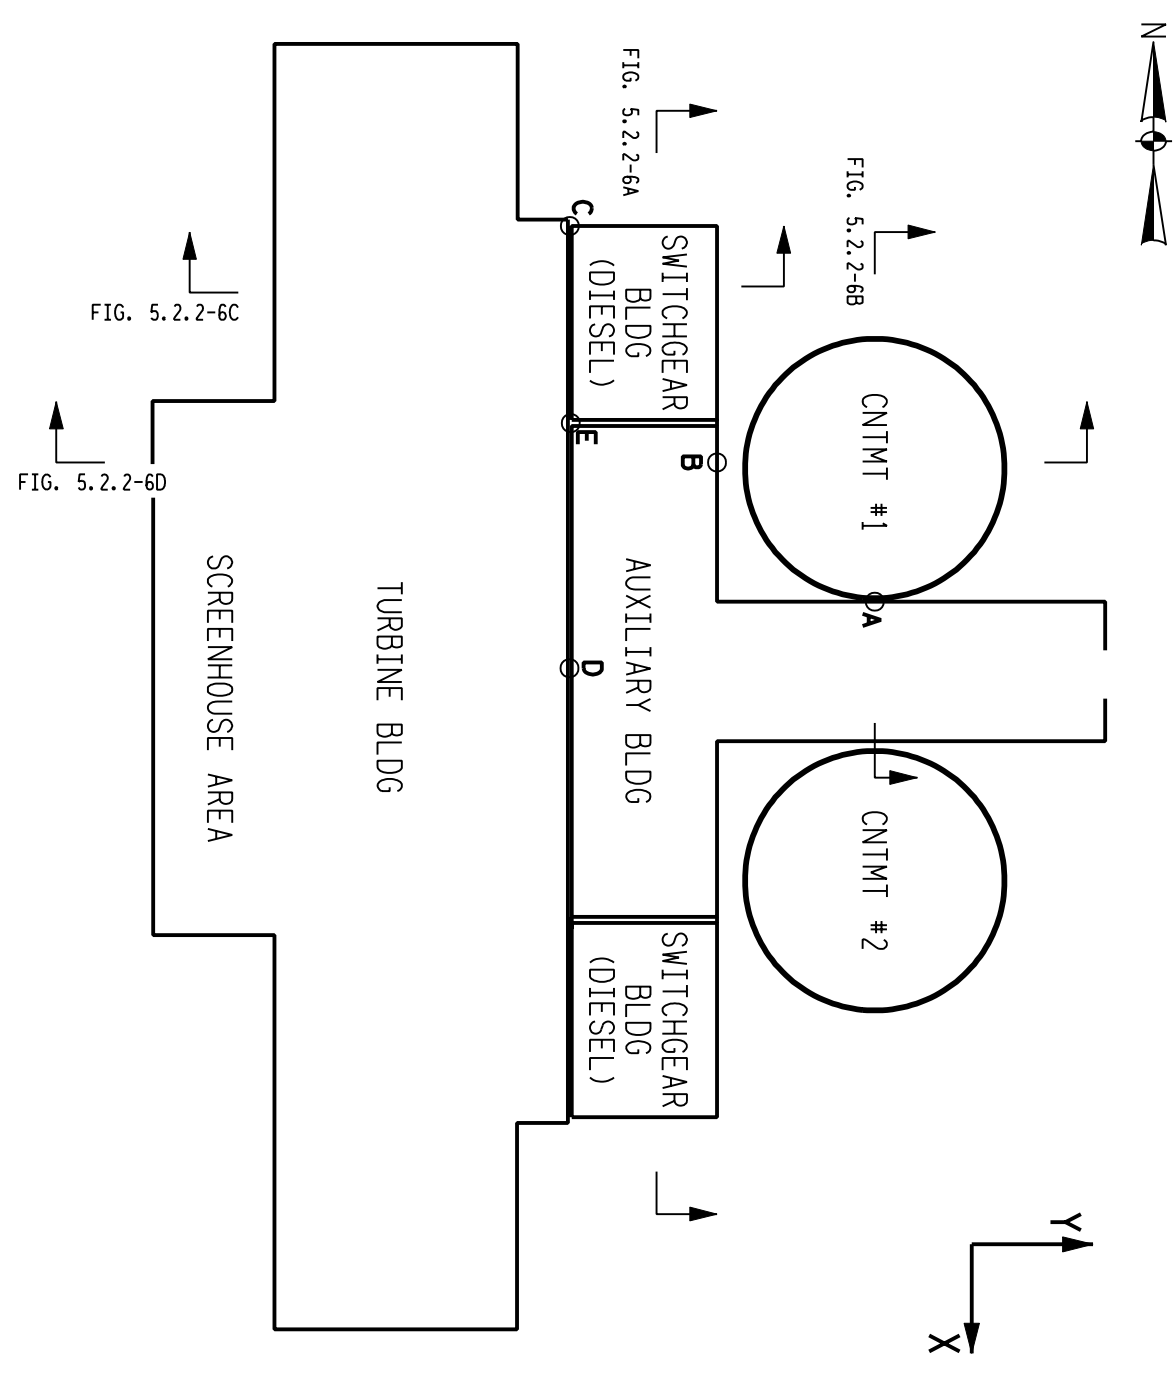 N
FIG. 5.2.2-6A
FIG. 5.2.2-6B
C
SWITCHGEAR
BLDG
(DIESEL)
FIG. 5.2.2-6C
CNTMT #1
E
B
FIG. 5.2.2-6D
A
AUXILIARY BLDG
D
TURBINE BLDG
SCREENHOUSE AREA
CNTMT #2
SWITCHGEAR
BLDG
(DIESEL)
Y
X